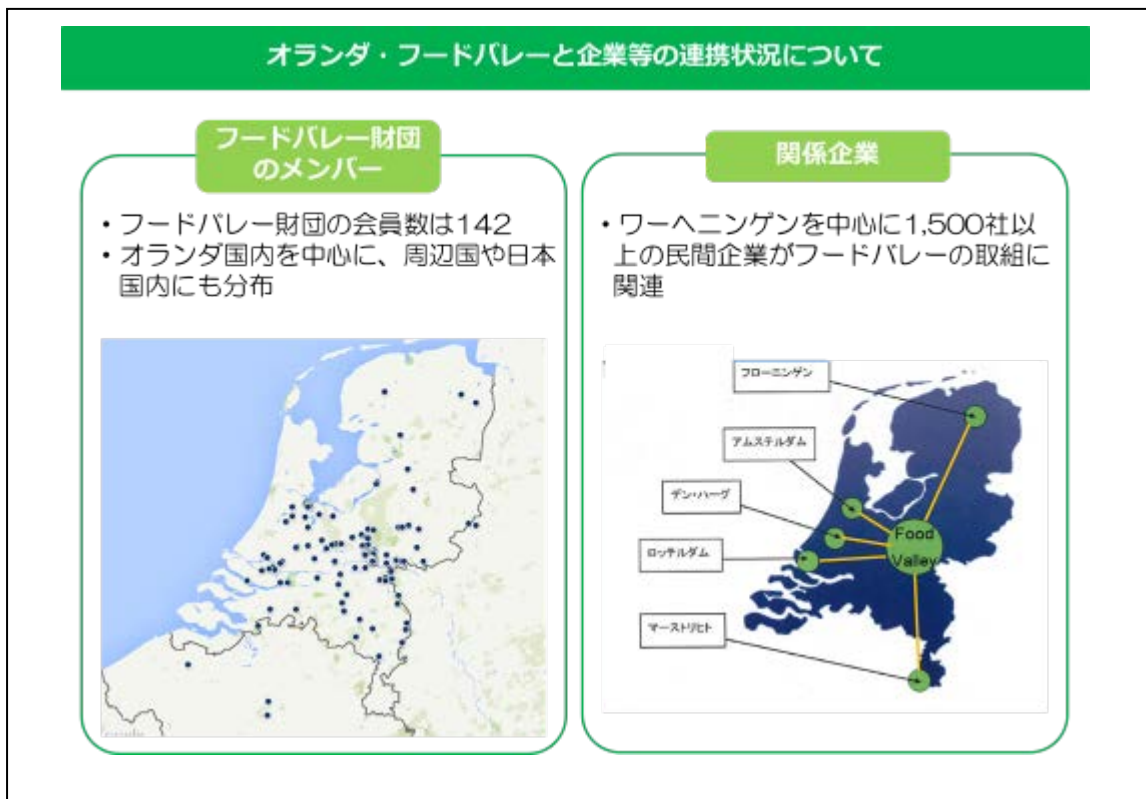 オランダ・フードバレーと企業等の連携状況について
フードバレー財団
のメンバー
・フードバレー財団の会員数は142
・オランダ国内を中心に、周辺国や日本
国内にも分布
関係企業
・ワーヘニンゲンを中心に1,500社以
上の民間企業がフードバレーの取組に
関連
フローニンゲン
アムステルダム
デン・ハーグ
ロッテルダム
マーストリヒト
Food
Valley